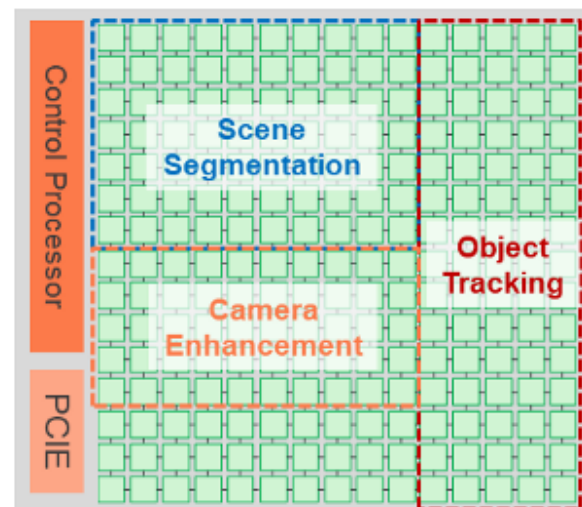 Control Processor
PCIE
Scene
Segmentation
Camera
Enhancement
Object
Tracking